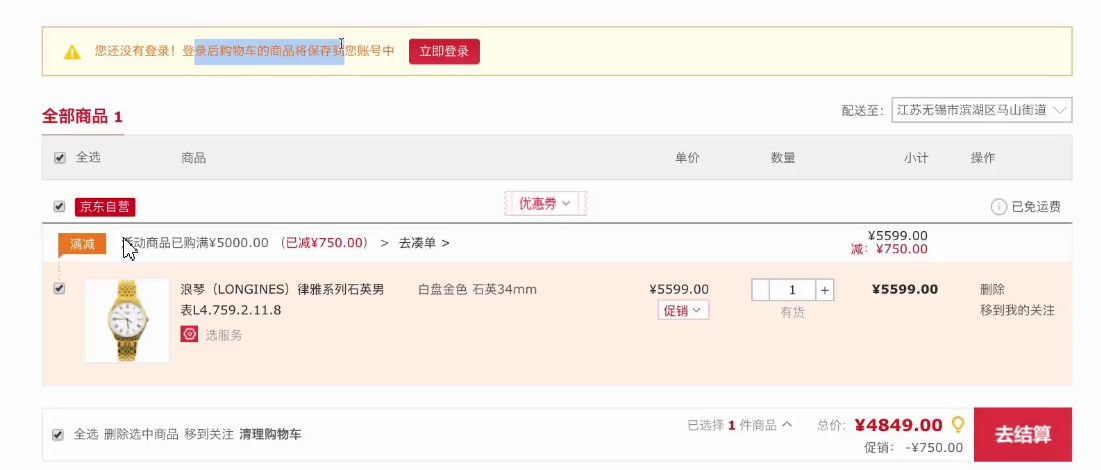 您还没有登录！登录后购物车的商品将保存到您账号中 立即登录
全部商品 1
配送至: 江苏无锡市滨湖区马山街道
全选 商品 单价 数量 小计 操作
京东自营 优惠券 已免运费
满减 活动商品已购满¥5000.00 (已减¥750.00) > 去凑单 > ¥5599.00
减: ¥750.00
浪琴（LONGINES）律雅系列石英男 白盘金色 石英34mm ¥5599.00 1 + ¥5599.00 删除
表L4.759.2.11.8 促销 有货 移到我的关注
选服务
全选 删除选中商品 移到关注 清理购物车 已选择 1 件商品 总价: ¥4849.00 去结算
促销: -¥750.00